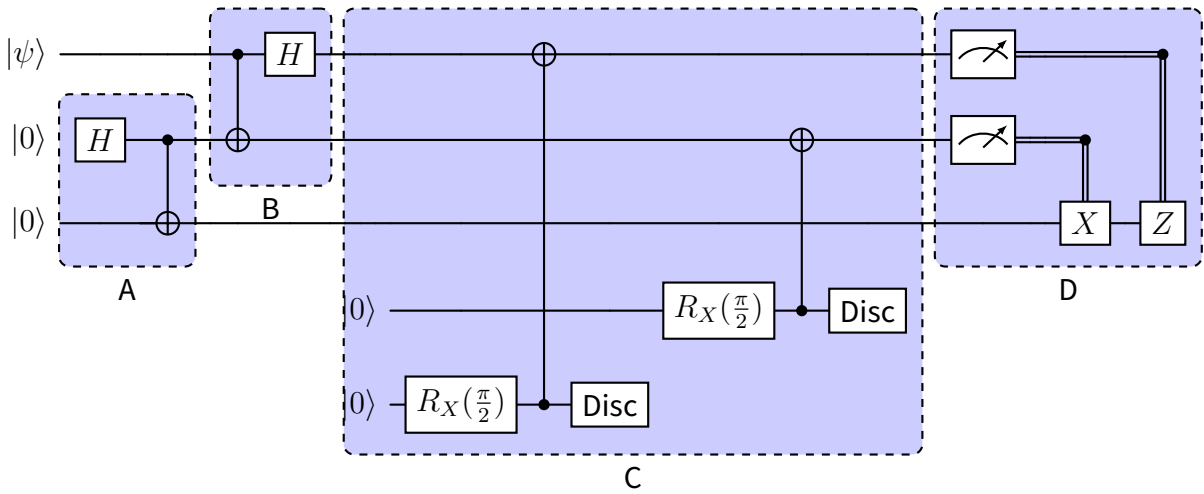 |ψ⟩ H
|0⟩ H
B
|0⟩ X Z
A D
|0⟩ R_X(π/2) Disc
|0⟩ R_X(π/2) Disc
C